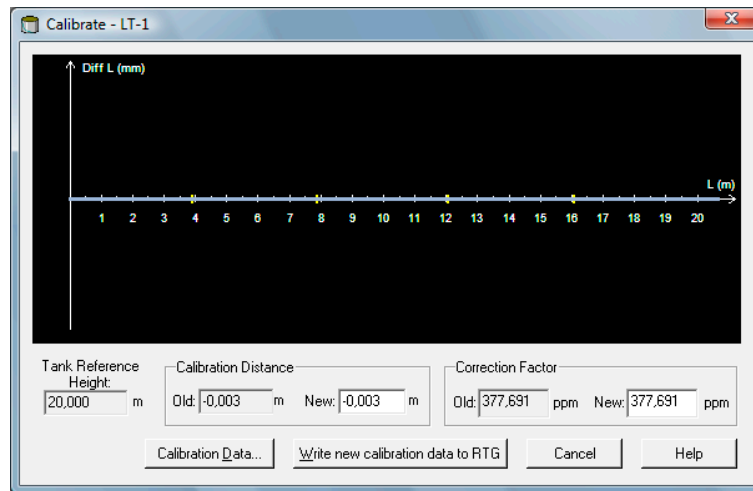 Calibrate - LT-1
Diff L (mm)
L (m)
1 2 3 4 5 6 7 8 9 10 11 12 13 14 15 16 17 18 19 20
Tank Reference
Height:
20,000 m
Calibration Distance
Old: -0,003 m New: -0,003 m
Correction Factor
Old: 377,691 ppm New: 377,691 ppm
Calibration Data... Write new calibration data to RTG Cancel Help